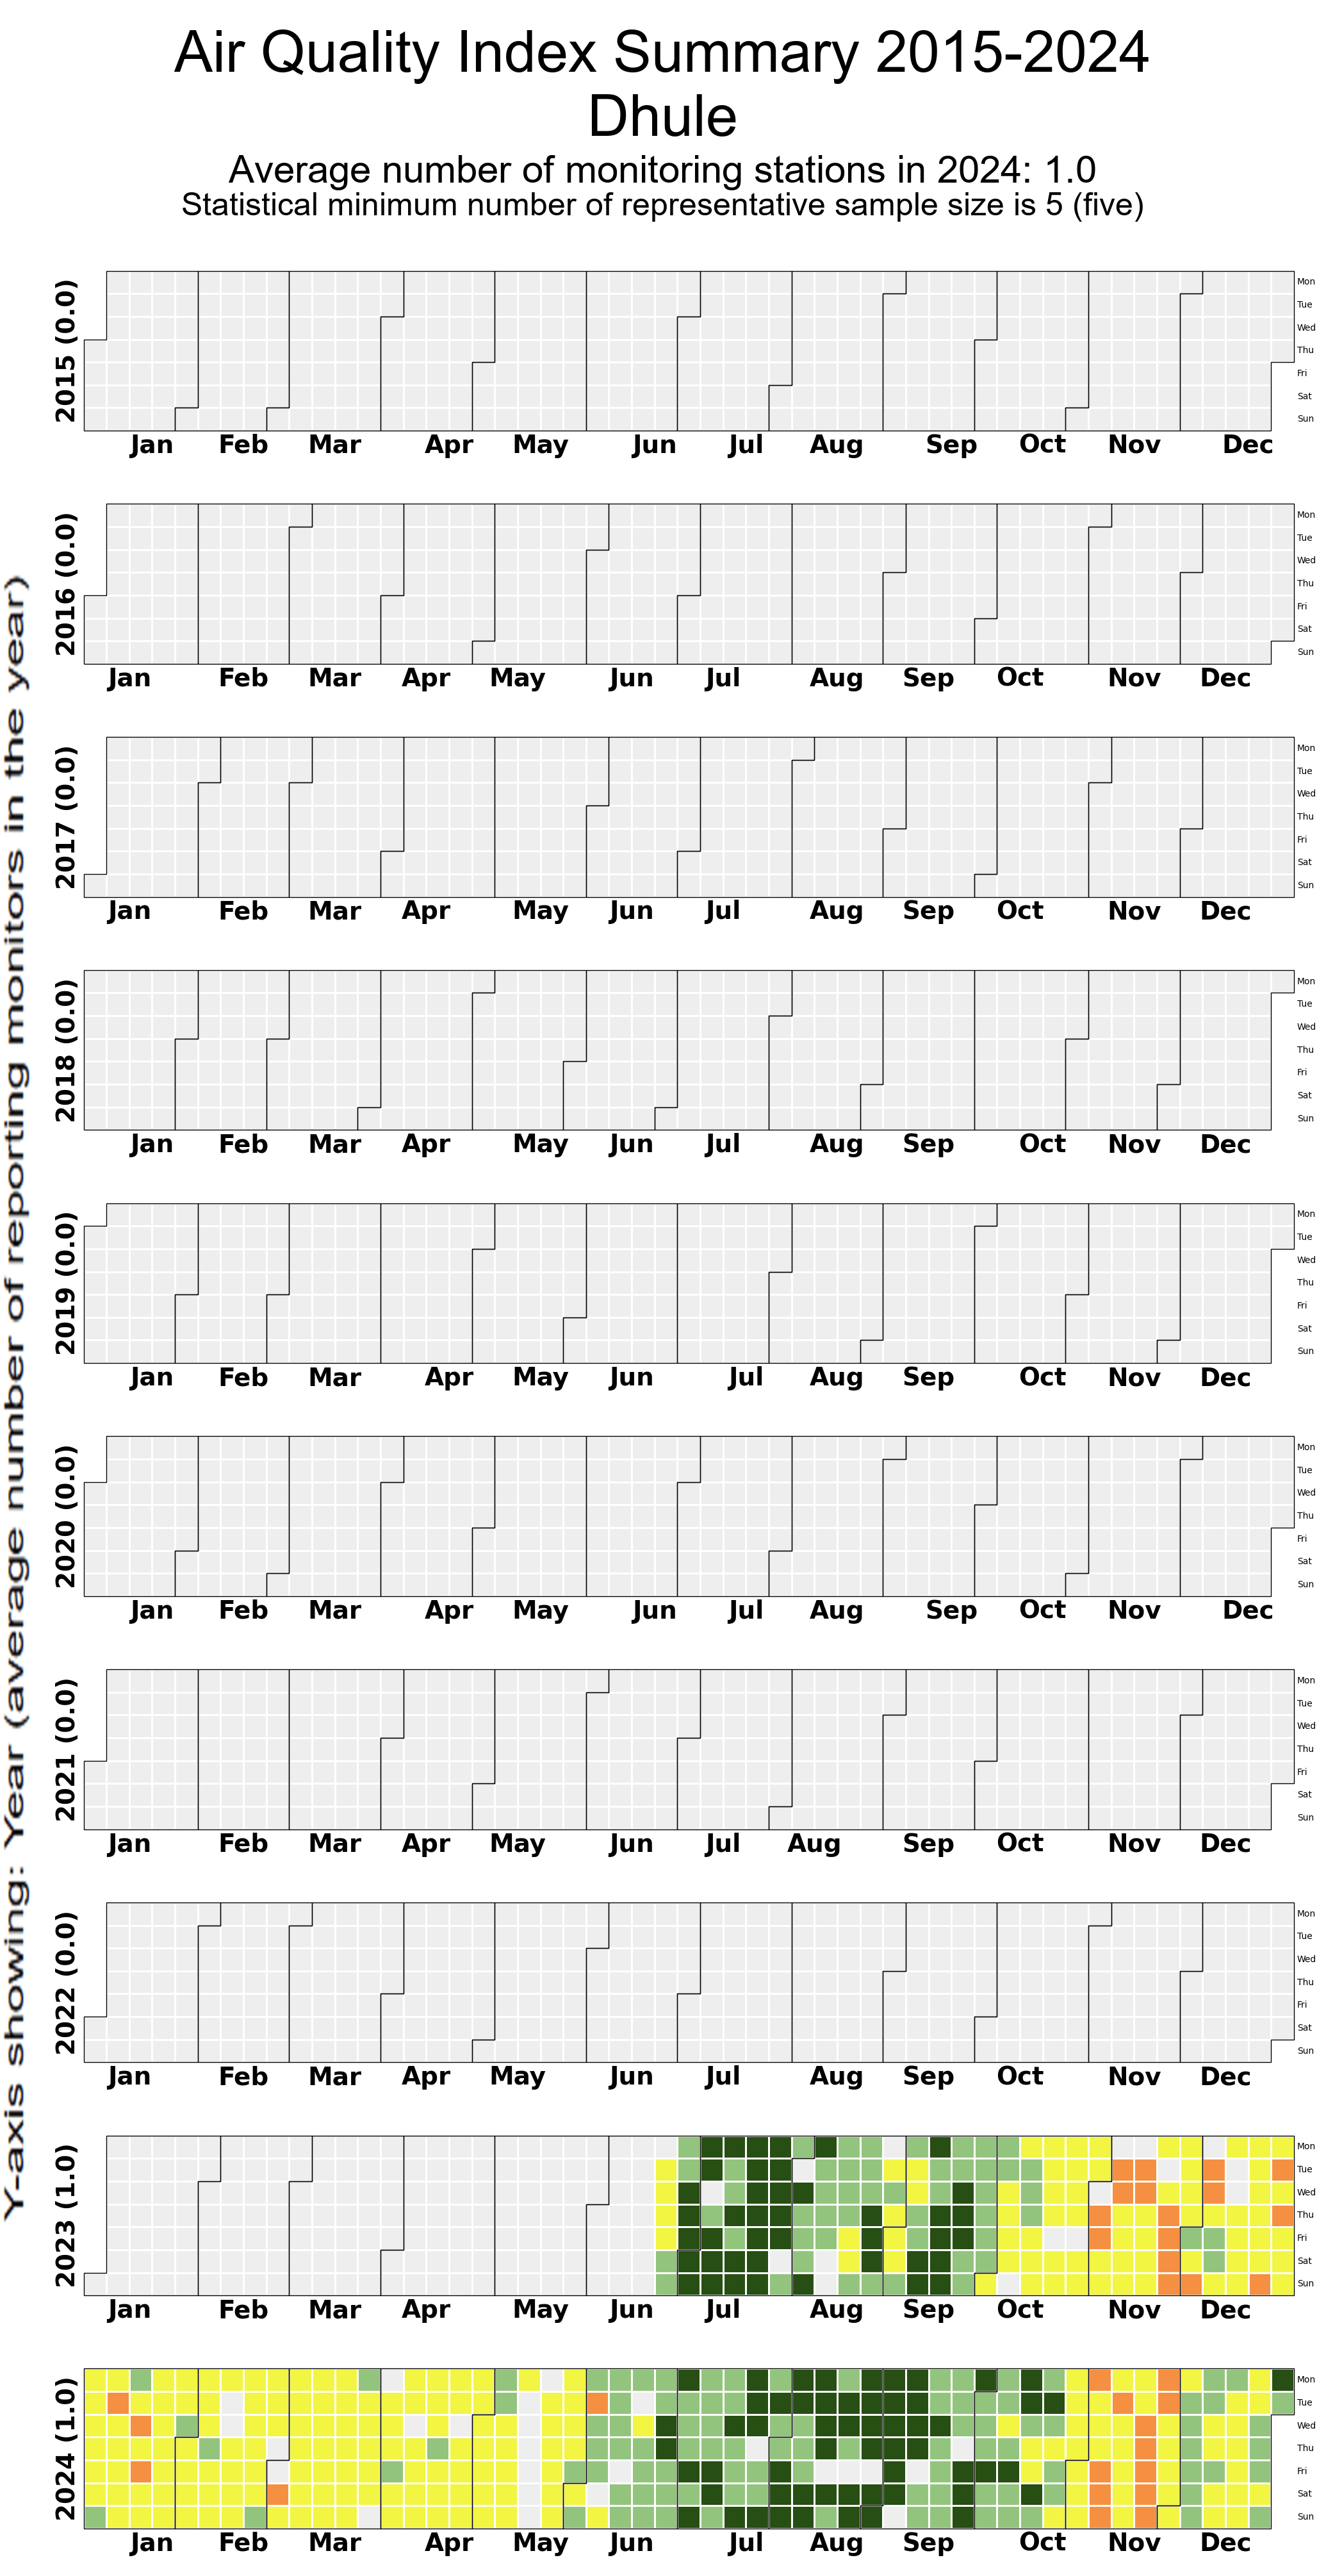 Air Quality Index Summary 2015-2024
Dhule
Average number of monitoring stations in 2024: 1.0
Statistical minimum number of representative sample size is 5 (five)
Y-axis showing: Year (average number of reporting monitors in the year)
2015 (0.0)
Mon
Tue
Wed
Thu
Fri
Sat
Sun
Jan Feb Mar Apr May Jun Jul Aug Sep Oct Nov Dec
2016 (0.0)
Mon
Tue
Wed
Thu
Fri
Sat
Sun
Jan Feb Mar Apr May Jun Jul Aug Sep Oct Nov Dec
2017 (0.0)
Mon
Tue
Wed
Thu
Fri
Sat
Sun
Jan Feb Mar Apr May Jun Jul Aug Sep Oct Nov Dec
2018 (0.0)
Mon
Tue
Wed
Thu
Fri
Sat
Sun
Jan Feb Mar Apr May Jun Jul Aug Sep Oct Nov Dec
2019 (0.0)
Mon
Tue
Wed
Thu
Fri
Sat
Sun
Jan Feb Mar Apr May Jun Jul Aug Sep Oct Nov Dec
2020 (0.0)
Mon
Tue
Wed
Thu
Fri
Sat
Sun
Jan Feb Mar Apr May Jun Jul Aug Sep Oct Nov Dec
2021 (0.0)
Mon
Tue
Wed
Thu
Fri
Sat
Sun
Jan Feb Mar Apr May Jun Jul Aug Sep Oct Nov Dec
2022 (0.0)
Mon
Tue
Wed
Thu
Fri
Sat
Sun
Jan Feb Mar Apr May Jun Jul Aug Sep Oct Nov Dec
2023 (1.0)
Mon
Tue
Wed
Thu
Fri
Sat
Sun
Jan Feb Mar Apr May Jun Jul Aug Sep Oct Nov Dec
2024 (1.0)
Mon
Tue
Wed
Thu
Fri
Sat
Sun
Jan Feb Mar Apr May Jun Jul Aug Sep Oct Nov Dec